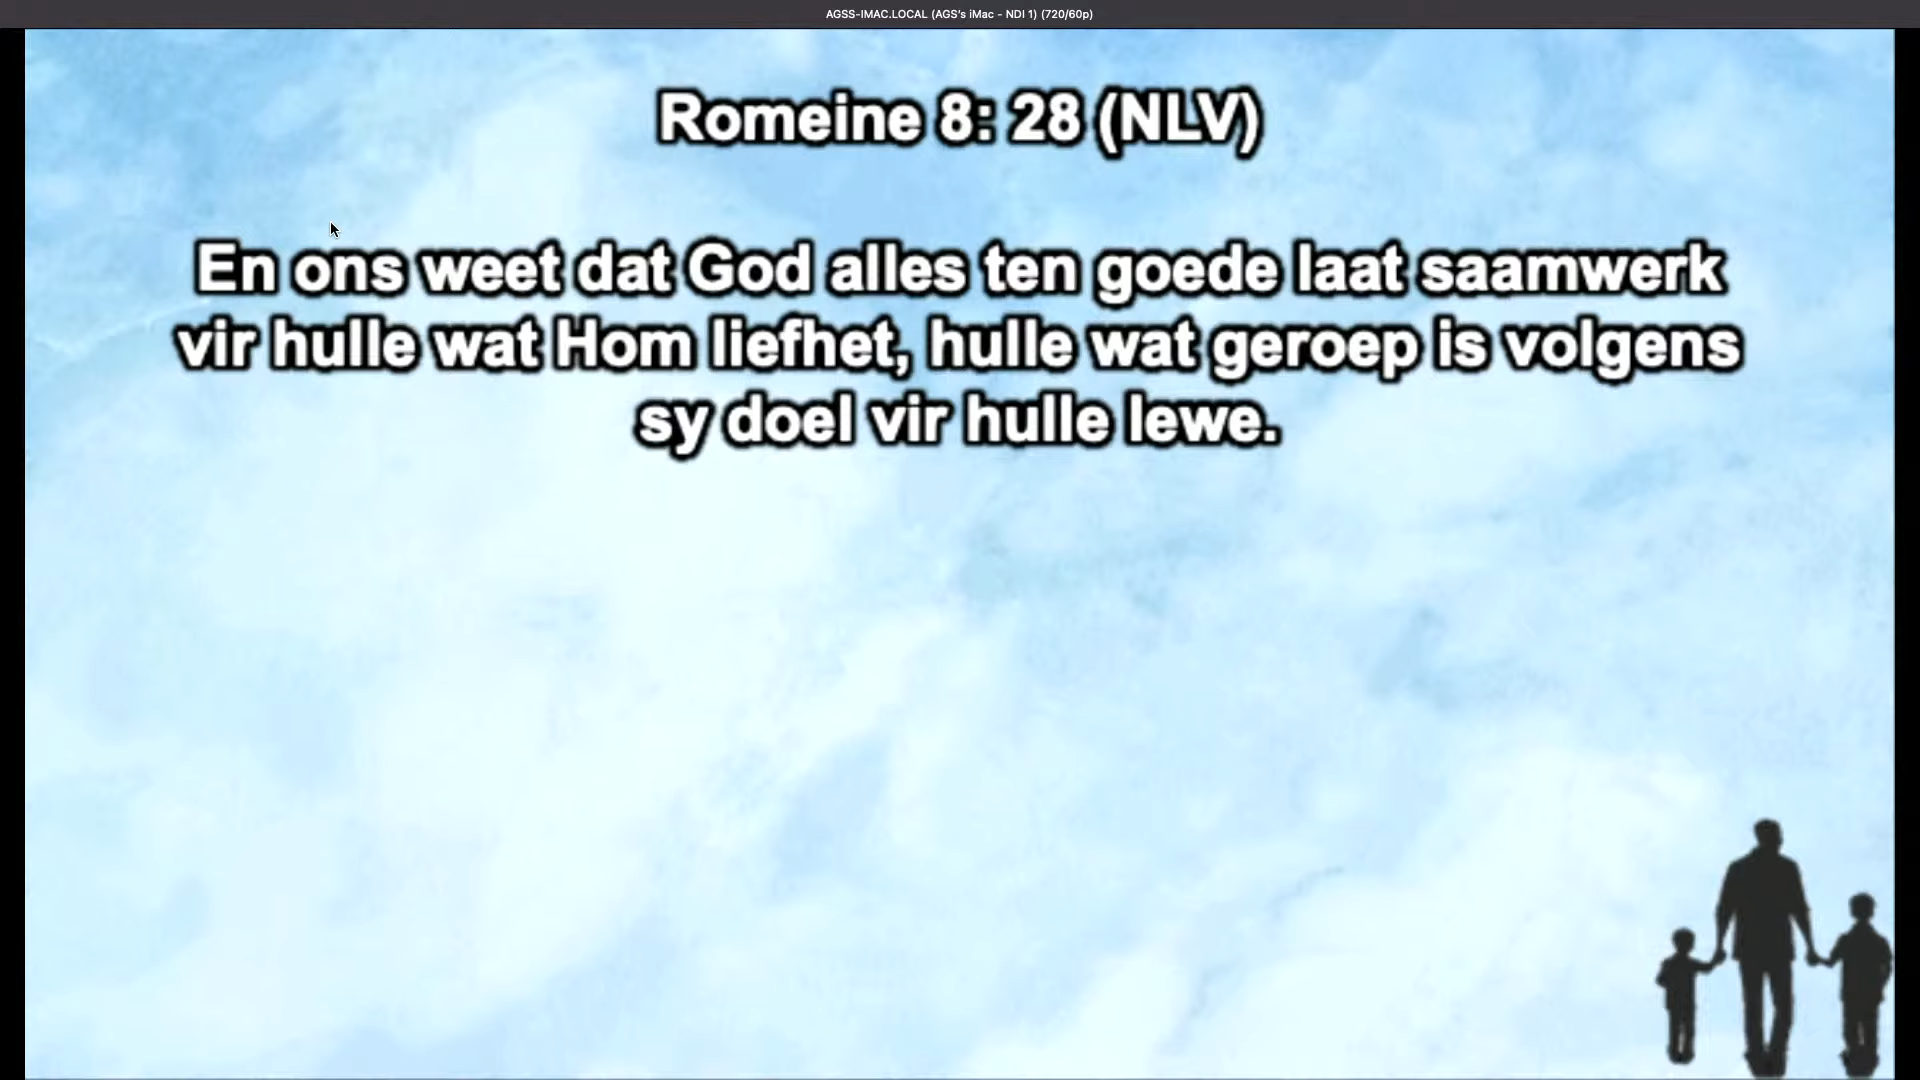 AGSS-IMAC.LOCAL (AGS's iMac - NDI 1) (720/60p)
Romeine 8: 28 (NLV)
En ons weet dat God alles ten goede laat saamwerk
vir hulle wat Hom liefhet, hulle wat geroep is volgens
sy doel vir hulle lewe.